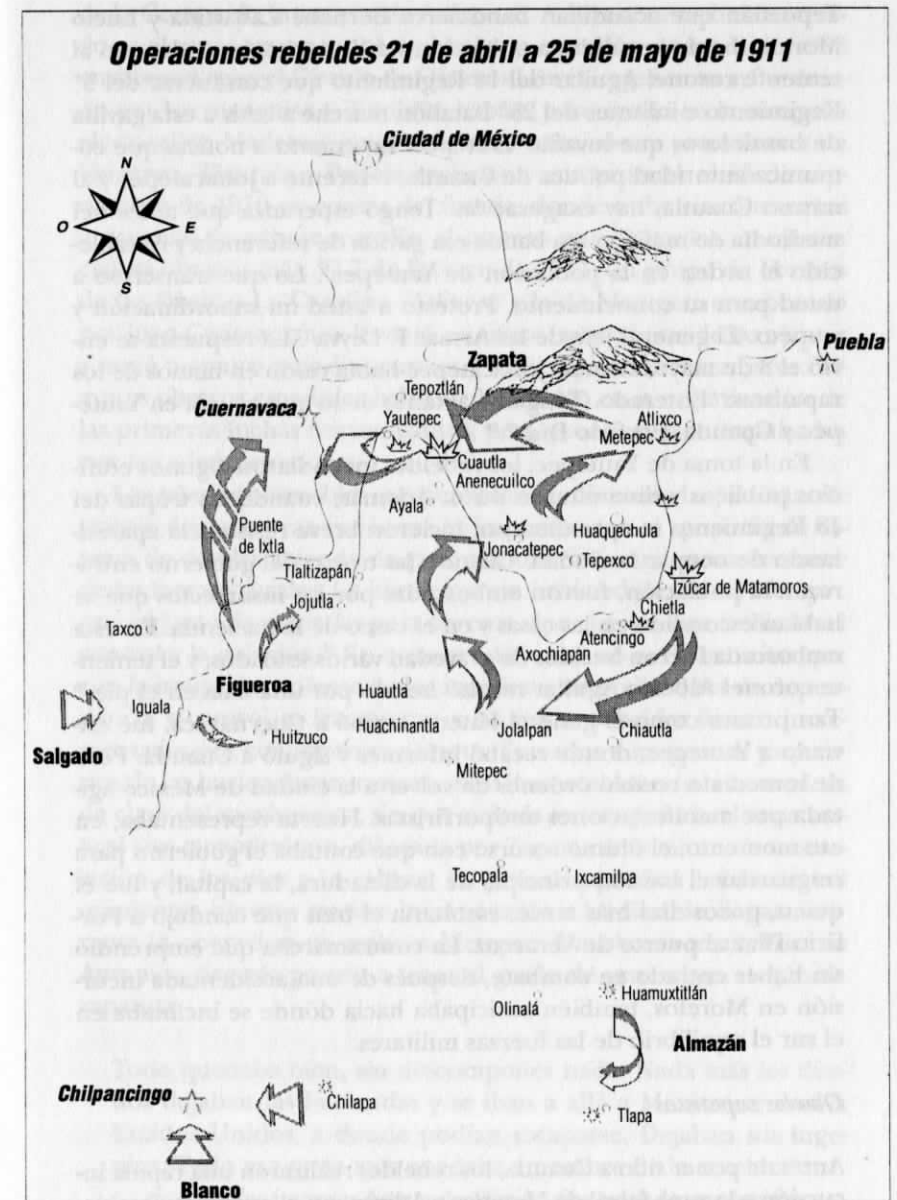 Operaciones rebeldes 21 de abril a 25 de mayo de 1911
Ciudad de México
N
O
E
S
Puebla
Zapata
Tepoztlán
Cuernavaca
Yautepec
Atlixco
Metepec
Cuautla
Anenecuilco
Ayala
Puente
de Ixtla
Huaquechula
Jonacatepec
Tepexco
Tlaltizapán
Azúcar de Matamoros
Jojutla
Chietla
Taxco
Atencingo
Axochiapan
Figueroa
Huautla
Iguala
Huitzuco
Huachinantla
Jolalpan
Chiautla
Salgado
Mitepec
Tecopala
Ixcamilpa
Huamuxtitlán
Olinalá
Almazán
Chilpancingo
Chilapa
Tlapa
Blanco